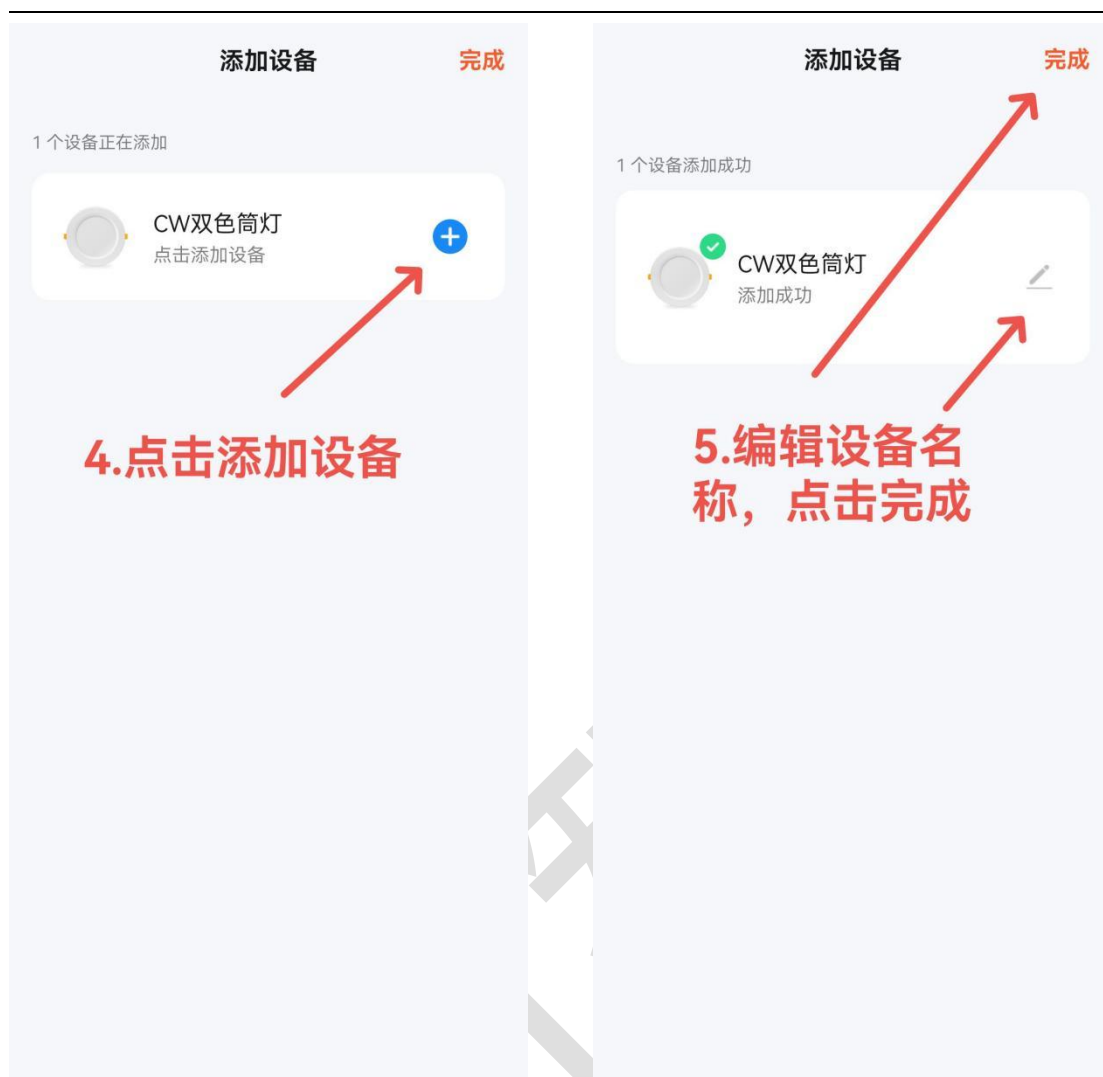 添加设备
完成
1 个设备正在添加
CW双色筒灯
点击添加设备
4.点击添加设备
添加设备
完成
1 个设备添加成功
CW双色筒灯
添加成功
5.编辑设备名
称，点击完成